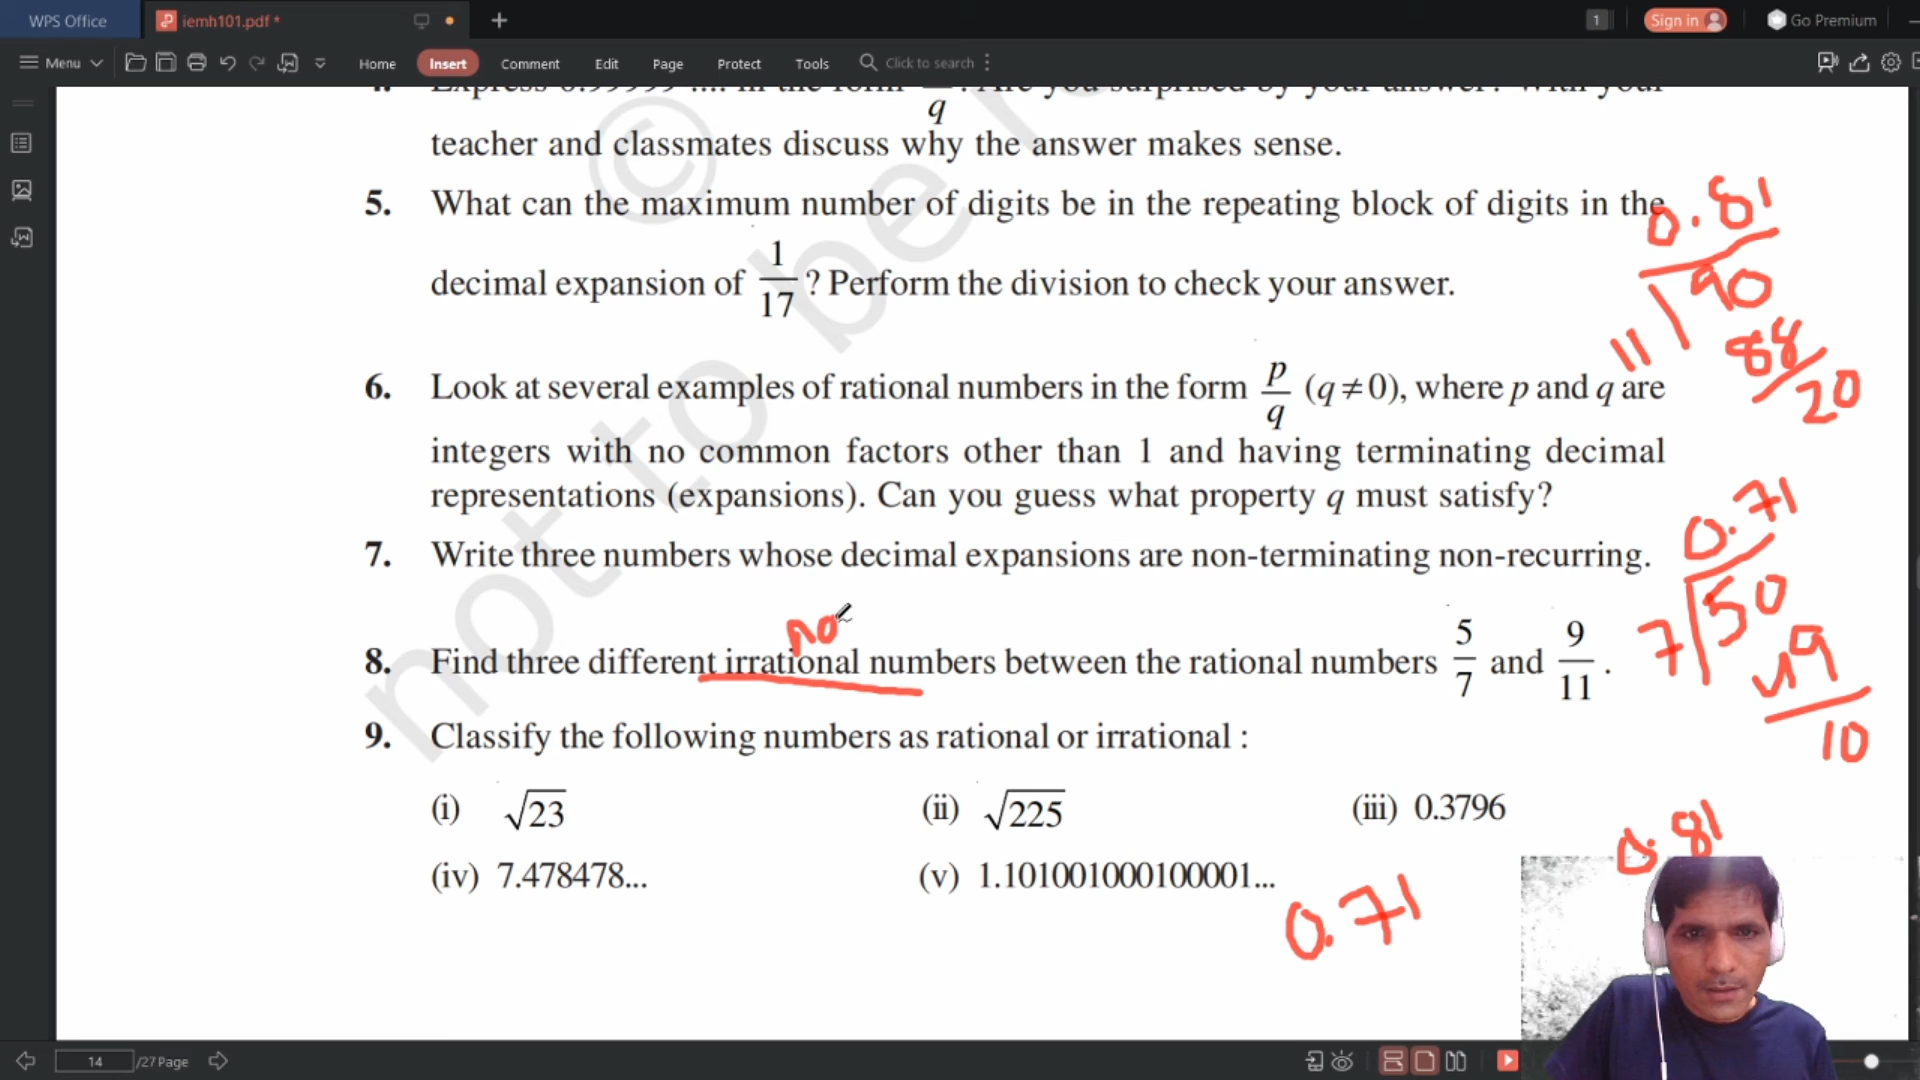 WPS Office
iemh101.pdf *
1
Sign in
Go Premium
Menu
Home
Insert
Comment
Edit
Page
Protect
Tools
Click to search
q
teacher and classmates discuss why the answer makes sense.
5. What can the maximum number of digits be in the repeating block of digits in the
decimal expansion of 1/17? Perform the division to check your answer.
0.81
11 90
88
20
6. Look at several examples of rational numbers in the form p/q (q ≠ 0), where p and q are
integers with no common factors other than 1 and having terminating decimal
representations (expansions). Can you guess what property q must satisfy?
7. Write three numbers whose decimal expansions are non-terminating non-recurring.
0.71
7 50
49
10
no
8. Find three different irrational numbers between the rational numbers 5/7 and 9/11.
9. Classify the following numbers as rational or irrational :
(i) √23 (ii) √225 (iii) 0.3796
(iv) 7.478478... (v) 1.101001000100001...
0.81
0.71
© not to be r
14 /27 Page